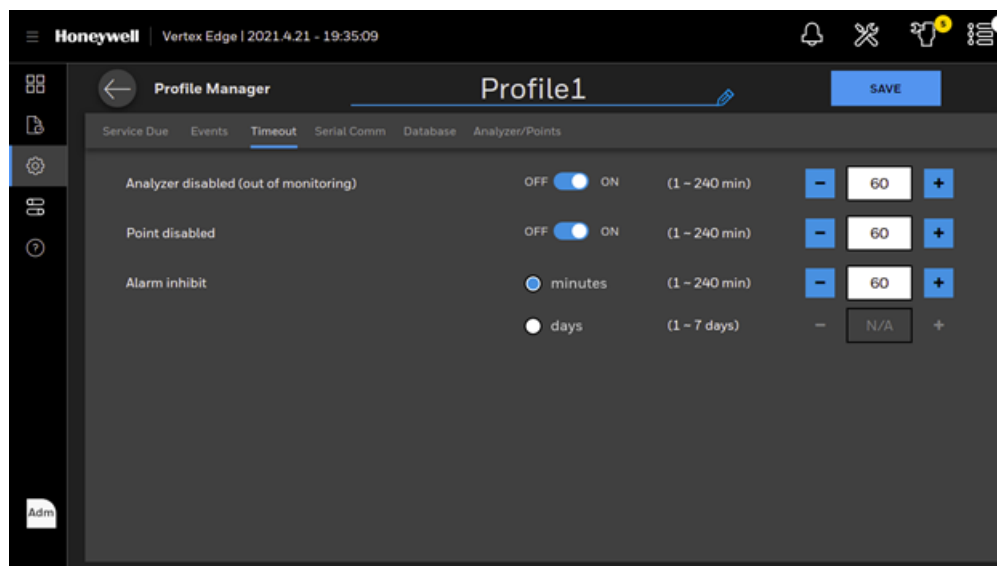 Honeywell Vertex Edge | 2021.4.21 - 19:35:09
5
Profile Manager Profile1 SAVE
Service Due Events Timeout Serial Comm Database Analyzer/Points
Analyzer disabled (out of monitoring) OFF ON (1 – 240 min) - 60 +
Point disabled OFF ON (1 – 240 min) - 60 +
Alarm inhibit minutes (1 – 240 min) - 60 +
days (1 – 7 days) - N/A +
Adm